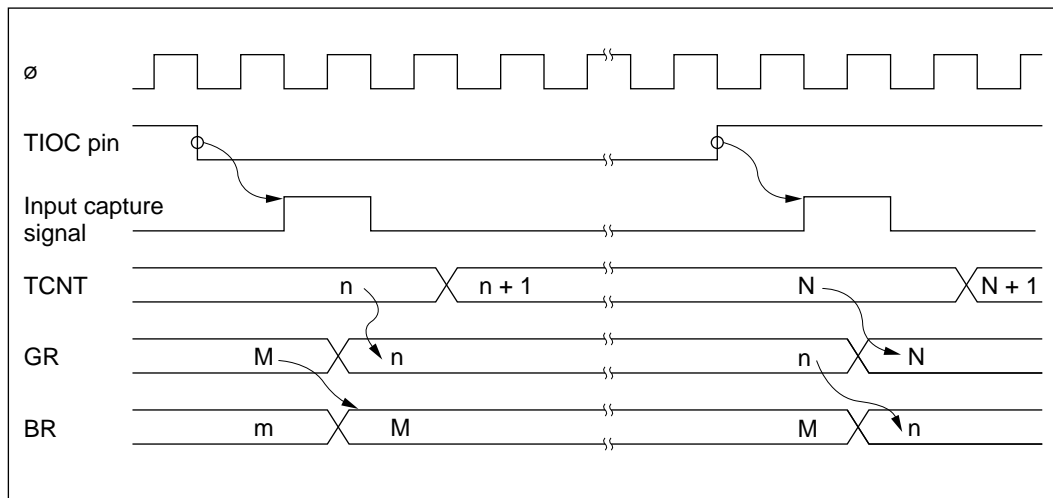 ø
TIOC pin
Input capture
signal
TCNT n n + 1 N N + 1
GR M n n N
BR m M M n